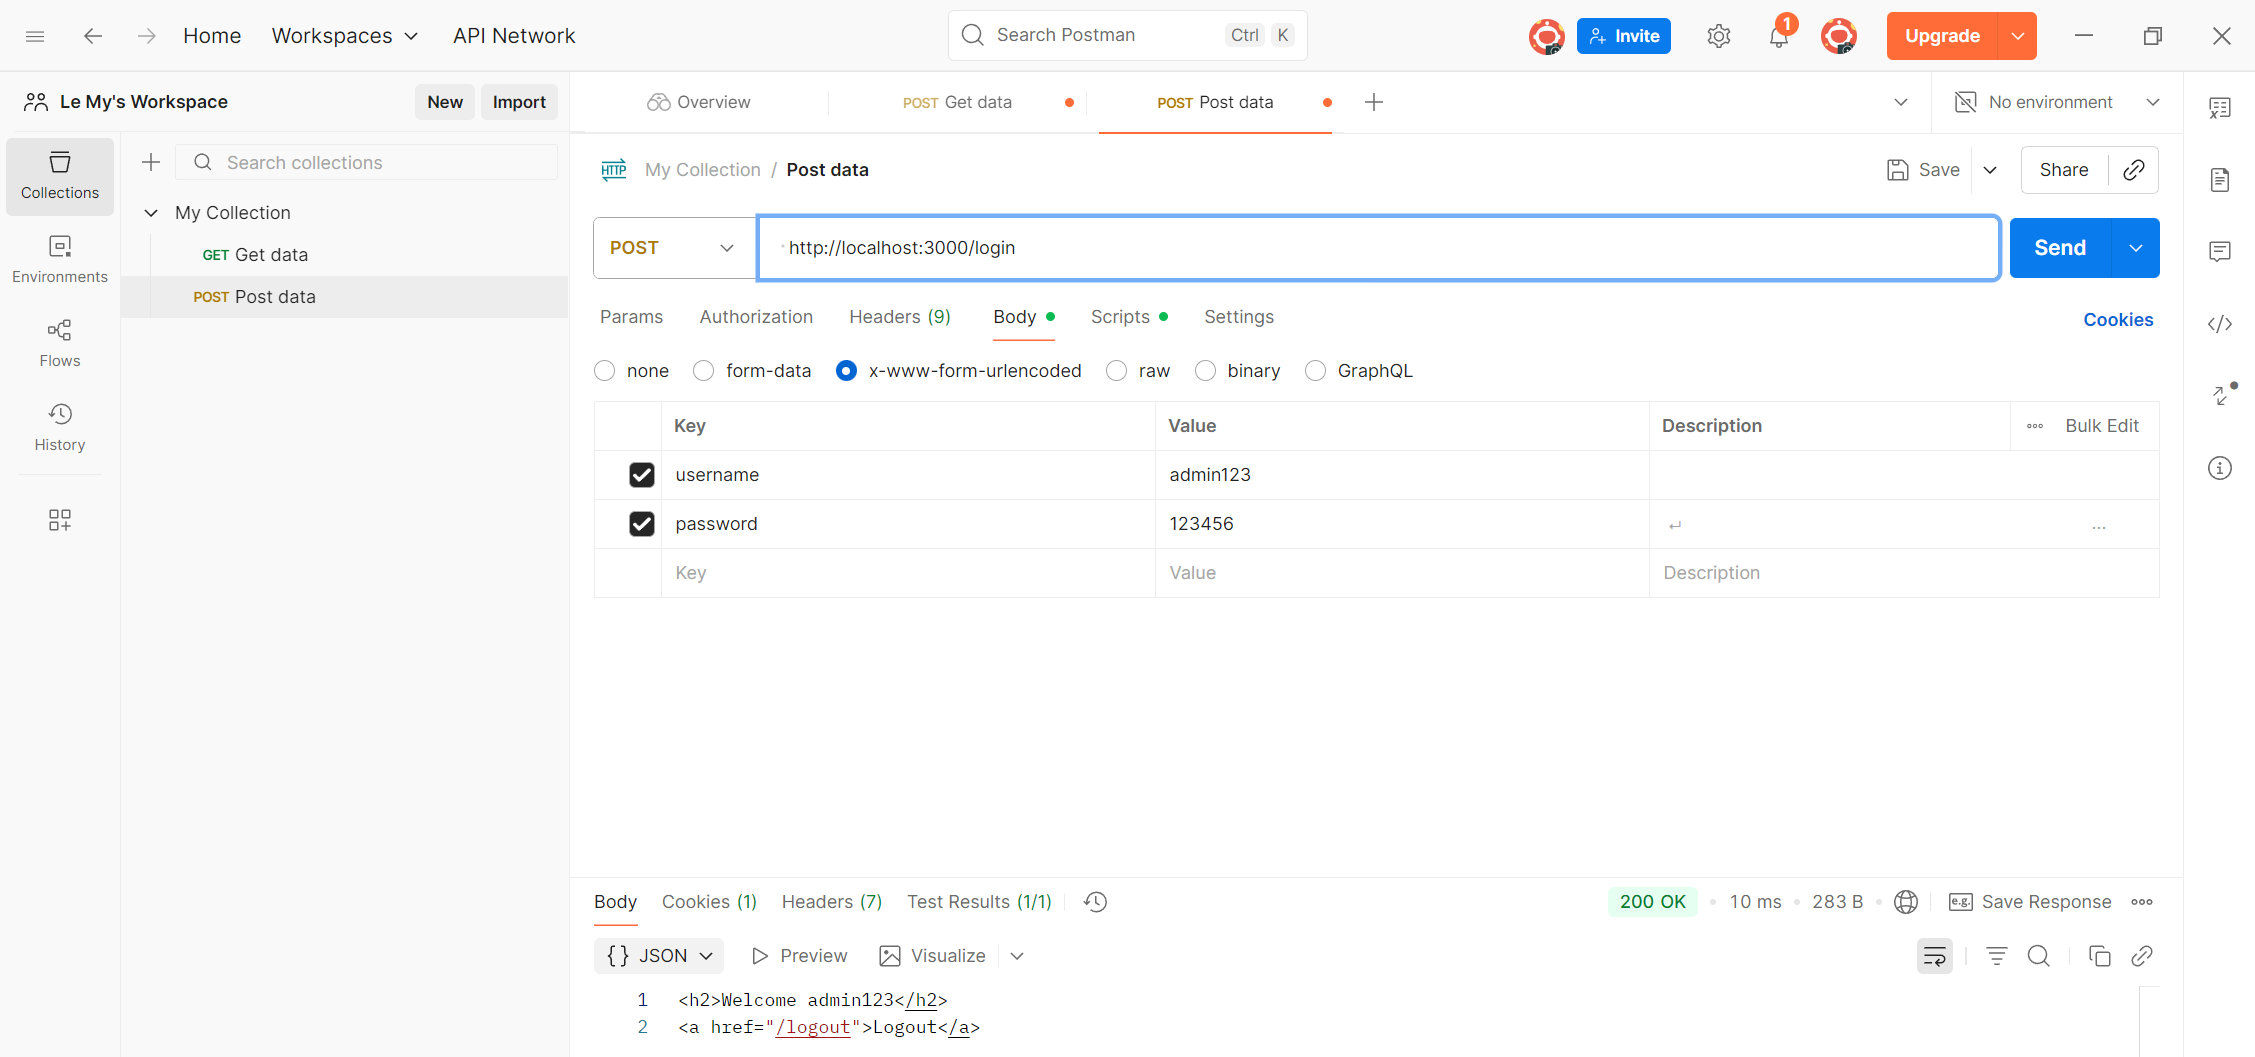 Home Workspaces API Network Search Postman Ctrl K Invite 1 Upgrade
Le My's Workspace New Import Overview POST Get data POST Post data No environment
Collections
Environments
Flows
History
Search collections
My Collection
GET Get data
POST Post data
HTTP My Collection / Post data Save Share
POST http://localhost:3000/login Send
Params Authorization Headers (9) Body Scripts Settings Cookies
none form-data x-www-form-urlencoded raw binary GraphQL
Key Value Description Bulk Edit
username admin123
password 123456 ...
Key Value Description
Body Cookies (1) Headers (7) Test Results (1/1) 200 OK 10 ms 283 B e.g. Save Response
{} JSON Preview Visualize
1 <h2>Welcome admin123</h2>
2 <a href="/logout">Logout</a>